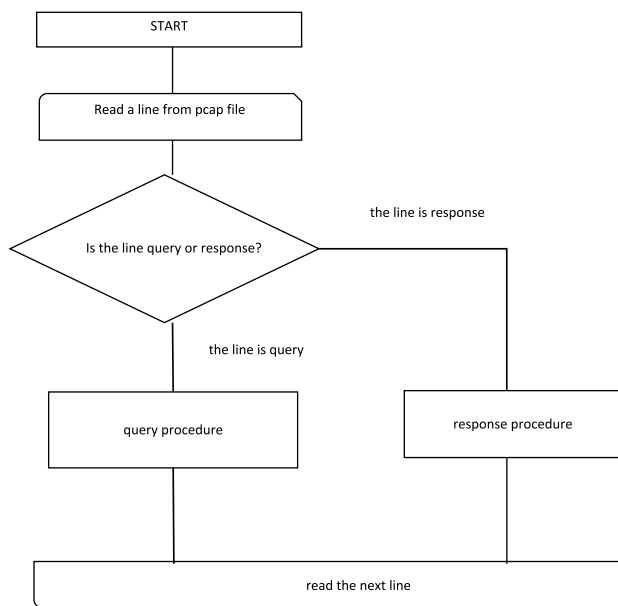 START
Read a line from pcap file
the line is response
Is the line query or response?
the line is query
query procedure
response procedure
read the next line